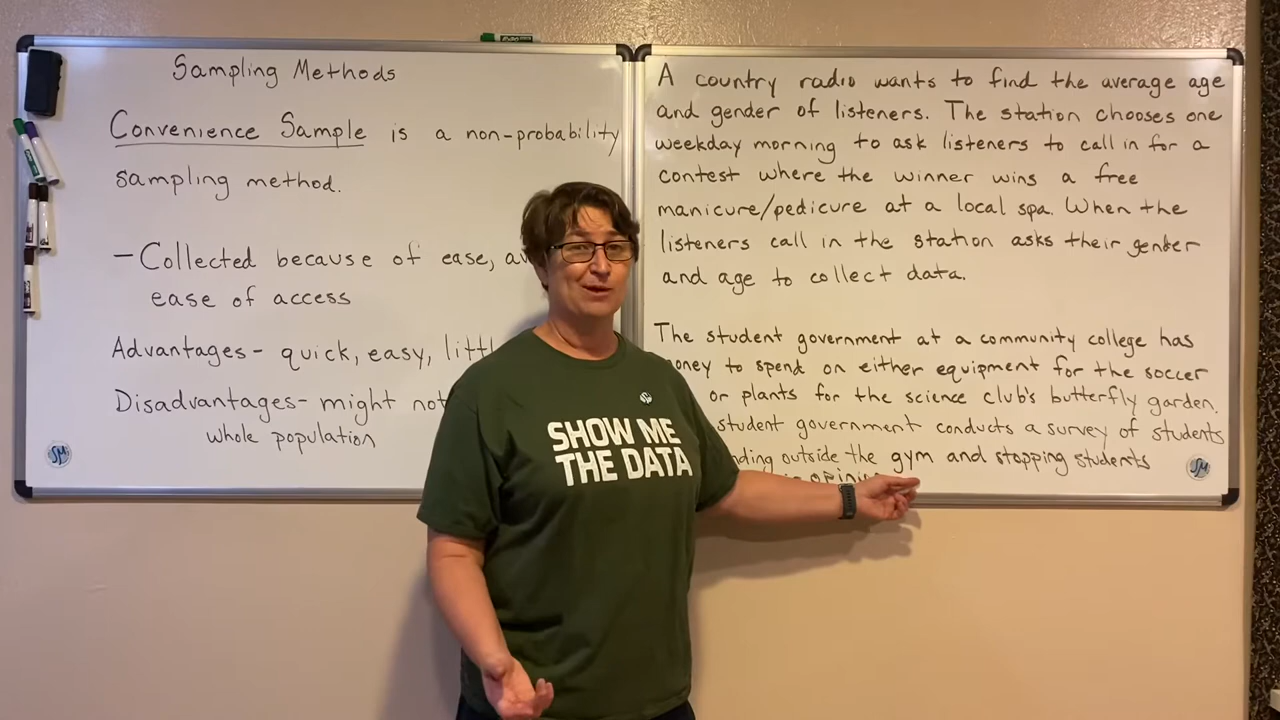 Sampling Methods
Convenience Sample is a non-probability
sampling method.
- Collected because of ease,
ease of access
Advantages- quick, easy,
Disadvantages- might not
whole population
A country radio wants to find the average age
and gender of listeners. The station chooses one
weekday morning to ask listeners to call in for a
contest where the winner wins a free
manicure/pedicure at a local spa. When the
listeners call in the station asks their gender
and age to collect data.
The student government at a community college has
to spend on either equipment for the soccer
or plants for the science club's butterfly garden.
student government conducts a survey of students
outside the gym and stopping students
SHOW ME
THE DATA
SM
SM
EXPO